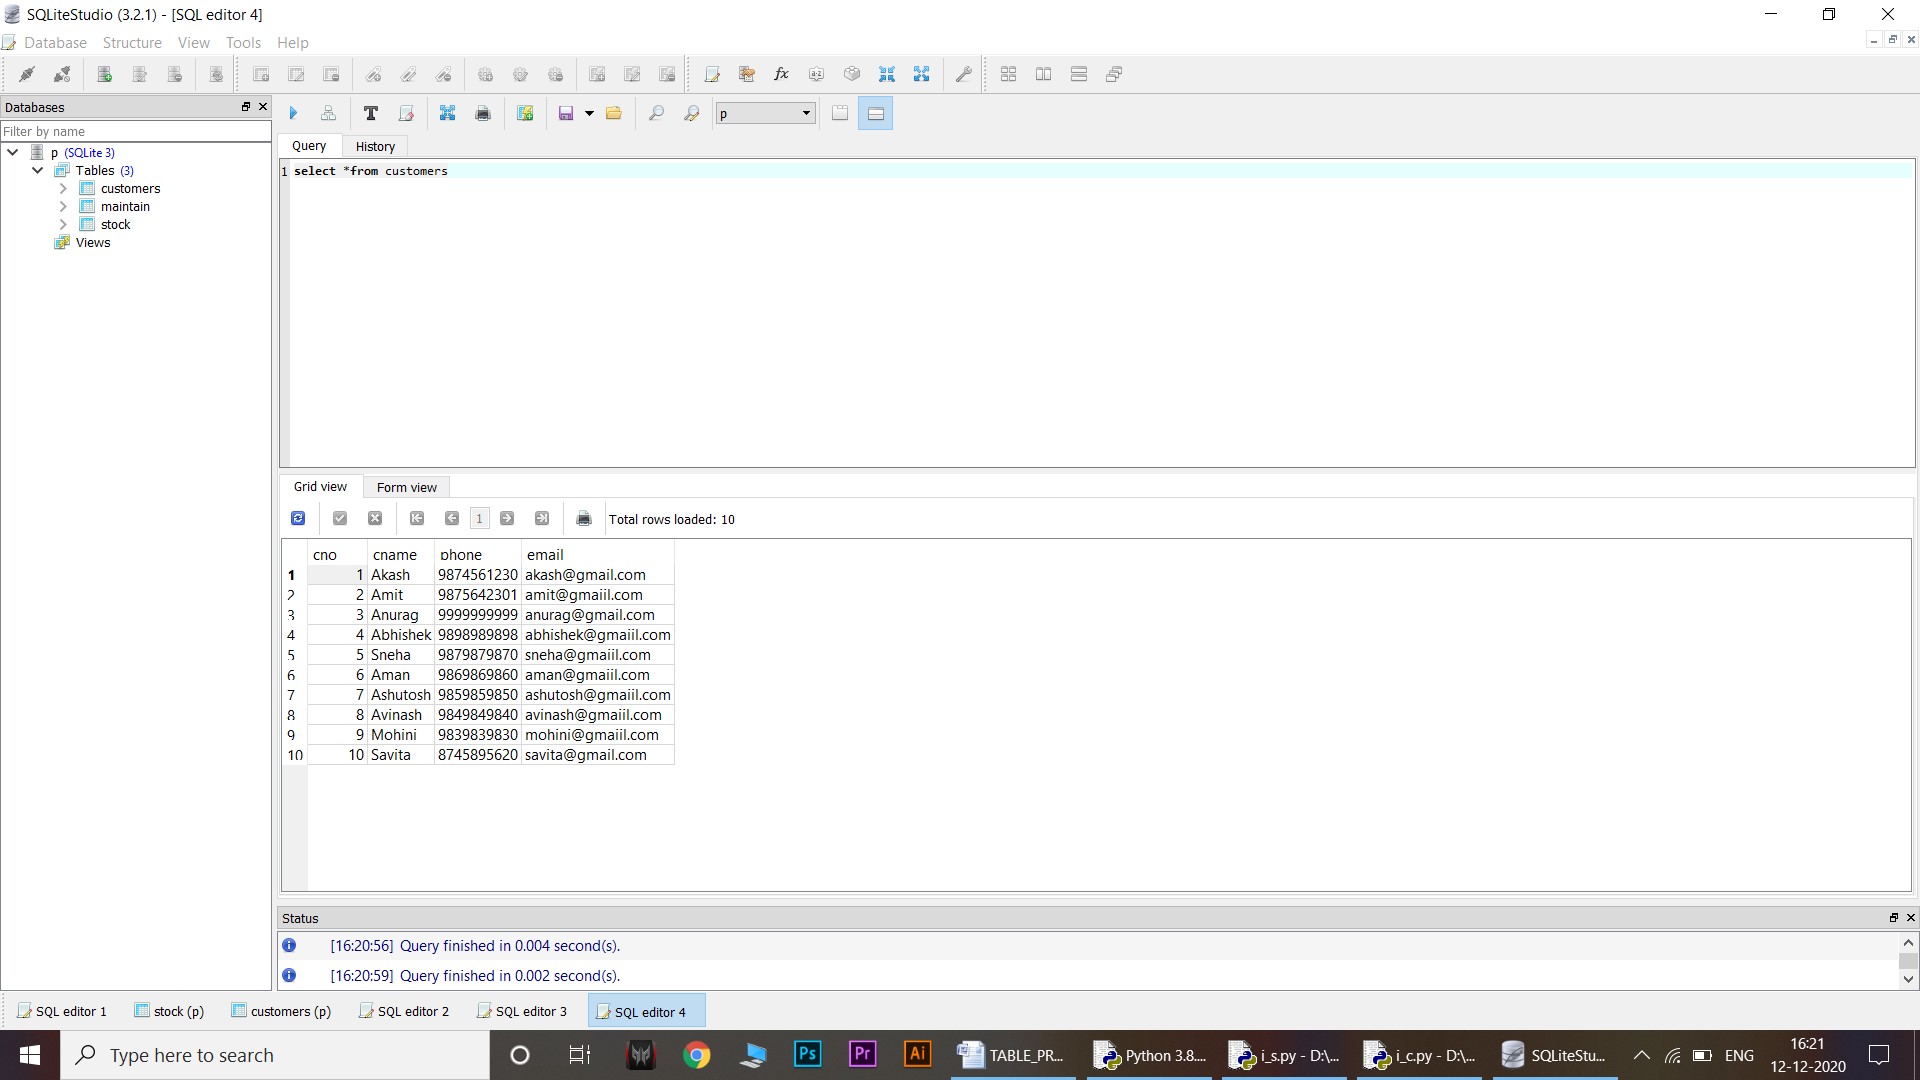 SQLiteStudio (3.2.1) - [SQL editor 4]
Database Structure View Tools Help
Databases
Filter by name
p (SQLite 3)
Tables (3)
customers
maintain
stock
Views
p
Query History
1 select *from customers
Grid view Form view
1 Total rows loaded: 10
cno cname phone email
1 1 Akash 9874561230 akash@gmail.com
2 2 Amit 9875642301 amit@gmaiil.com
3 3 Anurag 9999999999 anurag@gmail.com
4 4 Abhishek 9898989898 abhishek@gmaiil.com
5 5 Sneha 9879879870 sneha@gmaiil.com
6 6 Aman 9869869860 aman@gmaiil.com
7 7 Ashutosh 9859859850 ashutosh@gmaiil.com
8 8 Avinash 9849849840 avinash@gmaiil.com
9 9 Mohini 9839839830 mohini@gmaiil.com
10 10 Savita 8745895620 savita@gmail.com
Status
[16:20:56] Query finished in 0.004 second(s).
[16:20:59] Query finished in 0.002 second(s).
SQL editor 1 stock (p) customers (p) SQL editor 2 SQL editor 3 SQL editor 4
Type here to search Ps Pr Ai TABLE_PR... Python 3.8.... i_s.py - D:\... i_c.py - D:\... SQLiteStu... ENG 16:21
12-12-2020